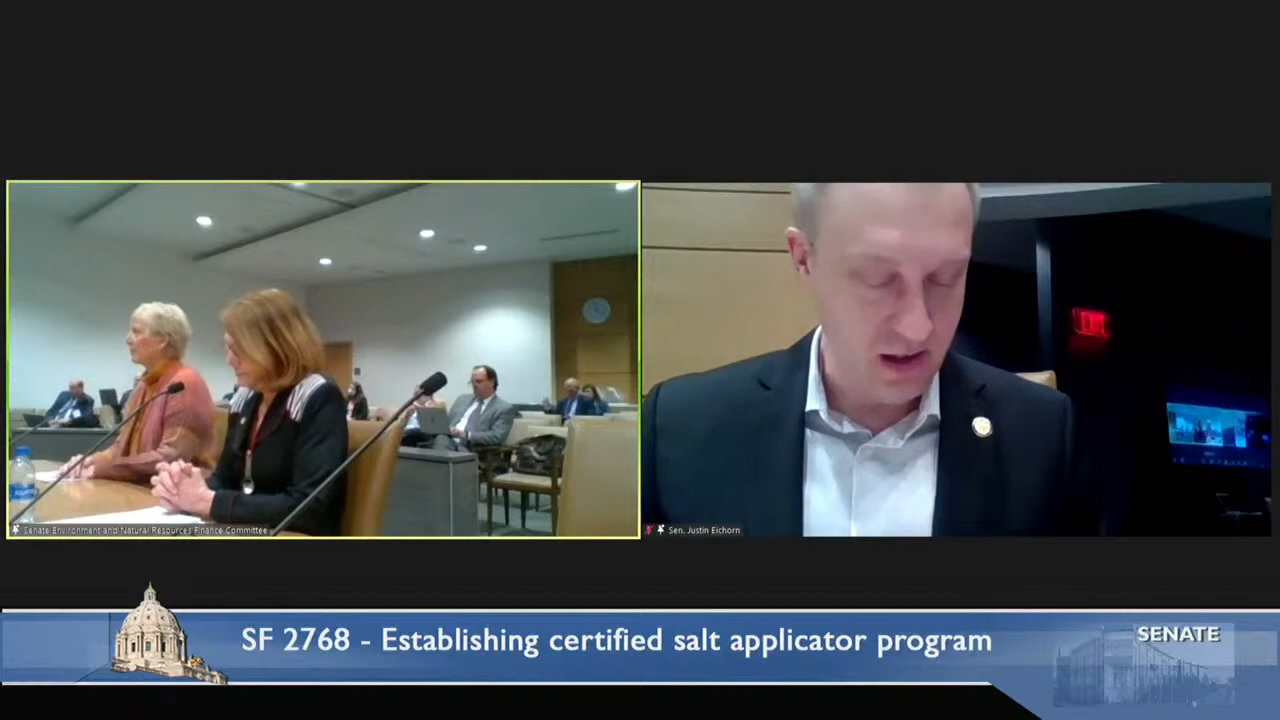 Senate Environment and Natural Resources Finance Committee
Sen. Justin Eichorn
SF 2768 - Establishing certified salt applicator program
SENATE